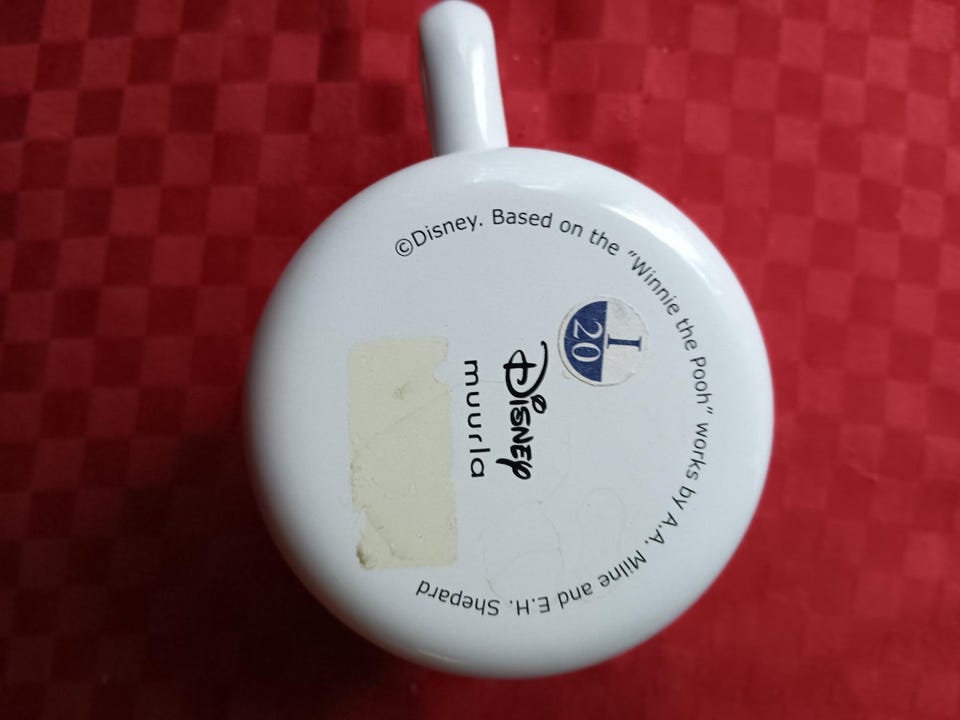 ©Disney. Based on the "Winnie the Pooh" works by A.A. Milne and E.H. Shepard
I
20
Disney
muurla